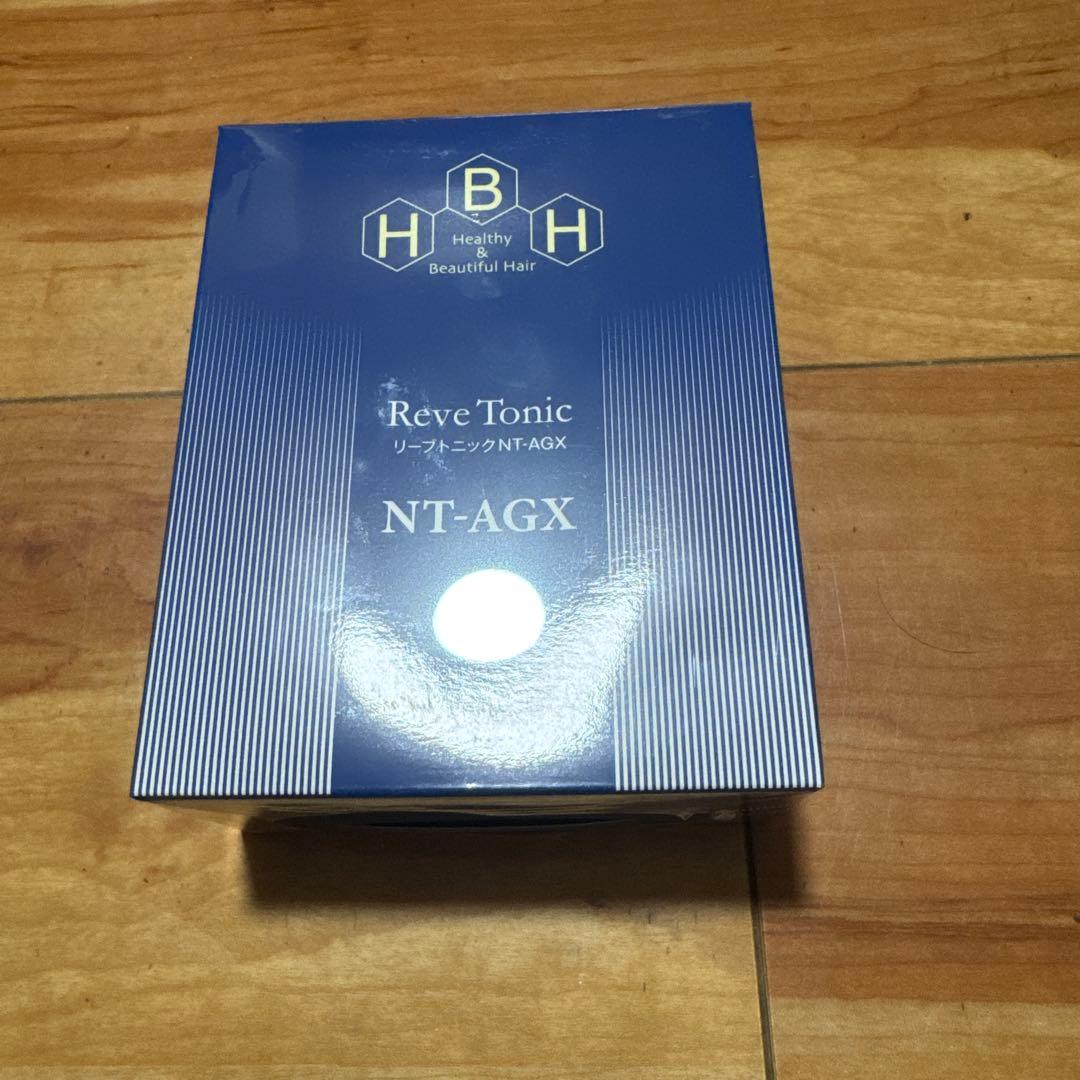 H B H
Healthy
&
Beautiful Hair
Reve Tonic
リーブトニックNT-AGX
NT-AGX